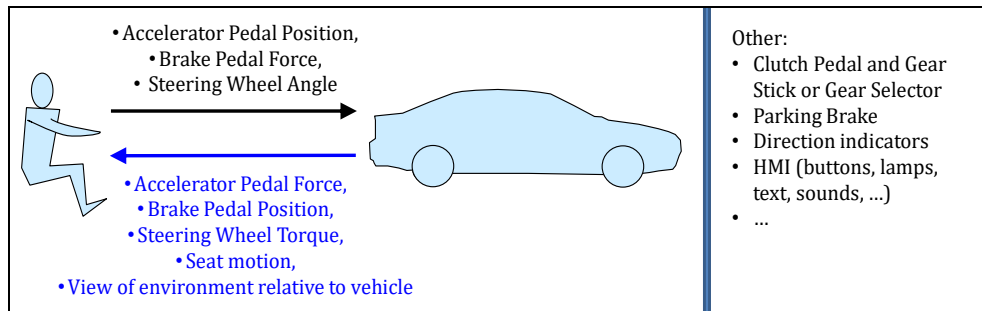 •Accelerator Pedal Position,
•Brake Pedal Force,
• Steering Wheel Angle
•Accelerator Pedal Force,
•Brake Pedal Position,
•Steering Wheel Torque,
•Seat motion,
•View of environment relative to vehicle
Other:
• Clutch Pedal and Gear
Stick or Gear Selector
• Parking Brake
• Direction indicators
• HMI (buttons, lamps,
text, sounds, …)
• …